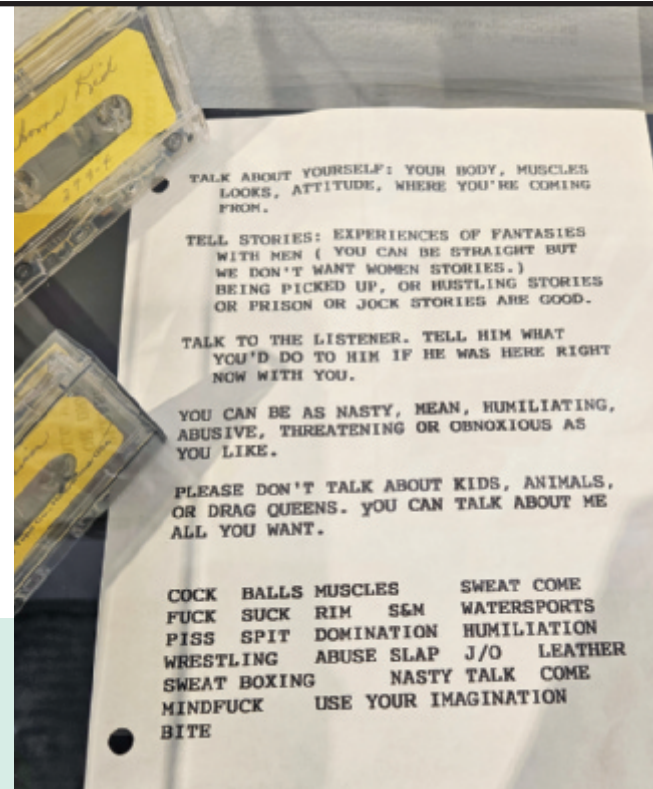 Kid
TALK ABOUT YOURSELF: YOUR BODY, MUSCLES
LOOKS, ATTITUDE, WHERE YOU'RE COMING
FROM.
TELL STORIES: EXPERIENCES OF FANTASIES
WITH MEN ( YOU CAN BE STRAIGHT BUT
WE DON'T WANT WOMEN STORIES.)
BEING PICKED UP, OR HUSTLING STORIES
OR PRISON OR JOCK STORIES ARE GOOD.
TALK TO THE LISTENER. TELL HIM WHAT
YOU'D DO TO HIM IF HE WAS HERE RIGHT
NOW WITH YOU.
YOU CAN BE AS NASTY, MEAN, HUMILIATING,
ABUSIVE, THREATENING OR OBNOXIOUS AS
YOU LIKE.
PLEASE DON'T TALK ABOUT KIDS, ANIMALS,
OR DRAG QUEENS. yOU CAN TALK ABOUT ME
ALL YOU WANT.
COCK BALLS MUSCLES SWEAT COME
FUCK SUCK RIM S&M WATERSPORTS
PISS SPIT DOMINATION HUMILIATION
WRESTLING ABUSE SLAP J/O LEATHER
SWEAT BOXING NASTY TALK COME
MINDFUCK USE YOUR IMAGINATION
BITE